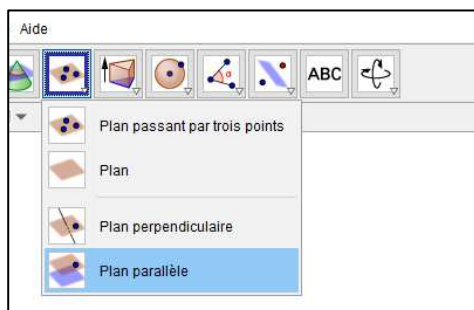 Aide
ABC
Plan passant par trois points
Plan
Plan perpendiculaire
Plan parallèle